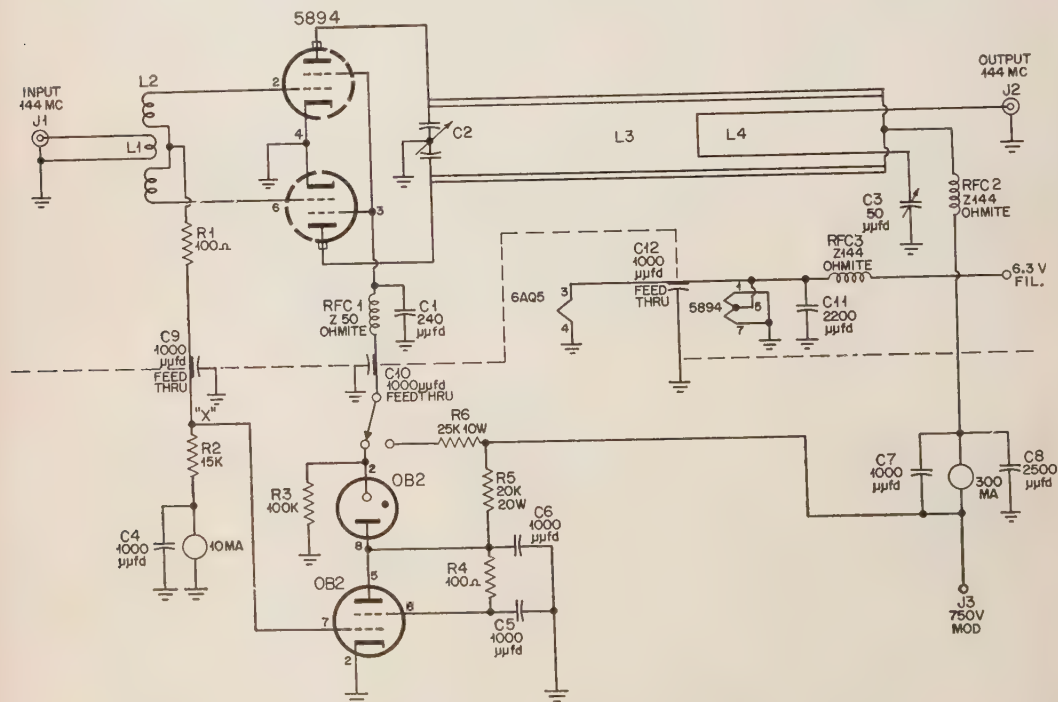 5894
INPUT
144 MC
J1
L2
L1
2
4
6
3
C2
L3
L4
OUTPUT
144 MC
J2
R1
100Ω
RFC 1
Z 50
OHMITE
C1
240
µµfd
C3
50
µµfd
RFC 2
Z144
OHMITE
C12
1000
µµfd
FEED
THRU
RFC3
Z144
OHMITE
6.3 V
FIL.
6AQ5
3
4
1
5894
5
7
C11
2200
µµfd
C9
1000
µµfd
FEED
THRU
C10
1000µµfd
FEEDTHRU
"X"
R2
15K
R6
25K 10W
2
OB2
R3
100K
R5
20K
20W
C4
1000
µµfd
10MA
8
C6
1000
µµfd
5
OB2
R4
100Ω
7
6
C5
1000
µµfd
2
C7
1000
µµfd
300
MA
C8
2500
µµfd
J3
750V
MOD